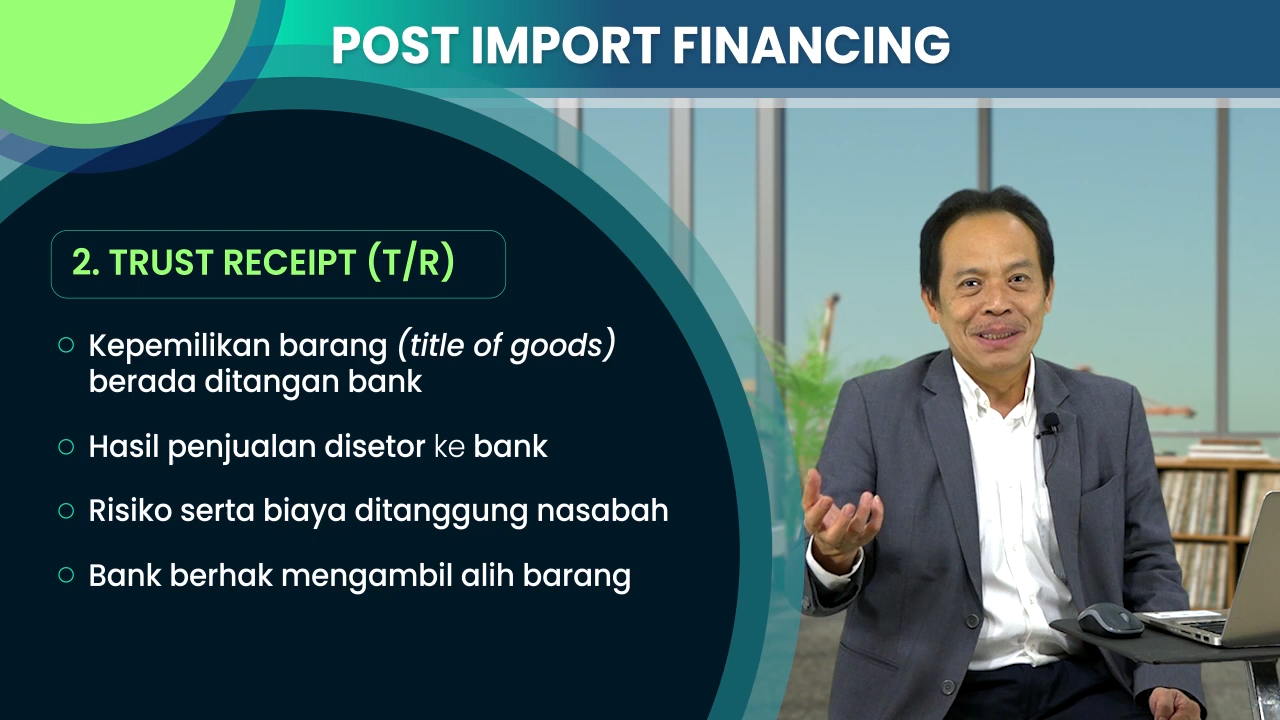 POST IMPORT FINANCING
2. TRUST RECEIPT (T/R)
Kepemilikan barang (title of goods)
berada ditangan bank
Hasil penjualan disetor ke bank
Risiko serta biaya ditanggung nasabah
Bank berhak mengambil alih barang